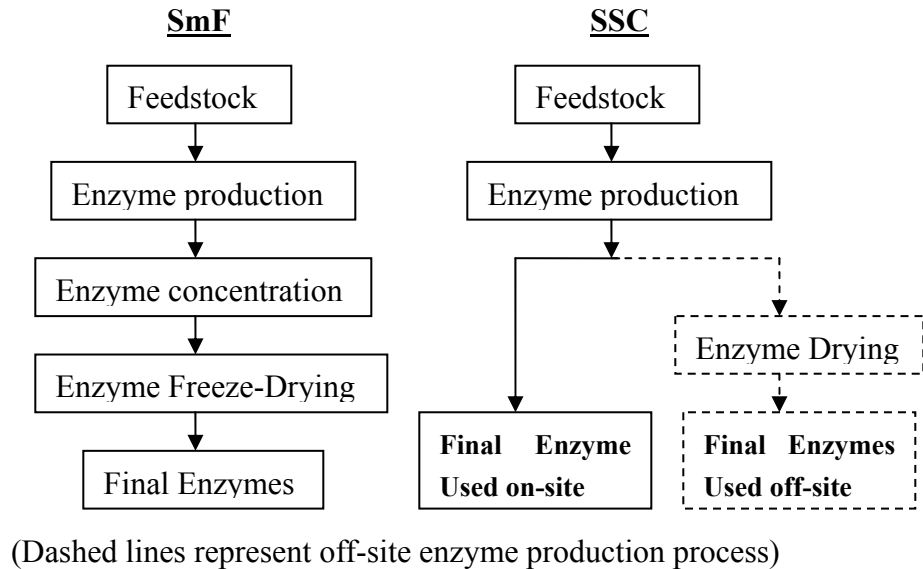 SmF
Feedstock
Enzyme production
Enzyme concentration
Enzyme Freeze-Drying
Final Enzymes
SSC
Feedstock
Enzyme production
Enzyme Drying
Final Enzyme
Used on-site
Final Enzymes
Used off-site
(Dashed lines represent off-site enzyme production process)